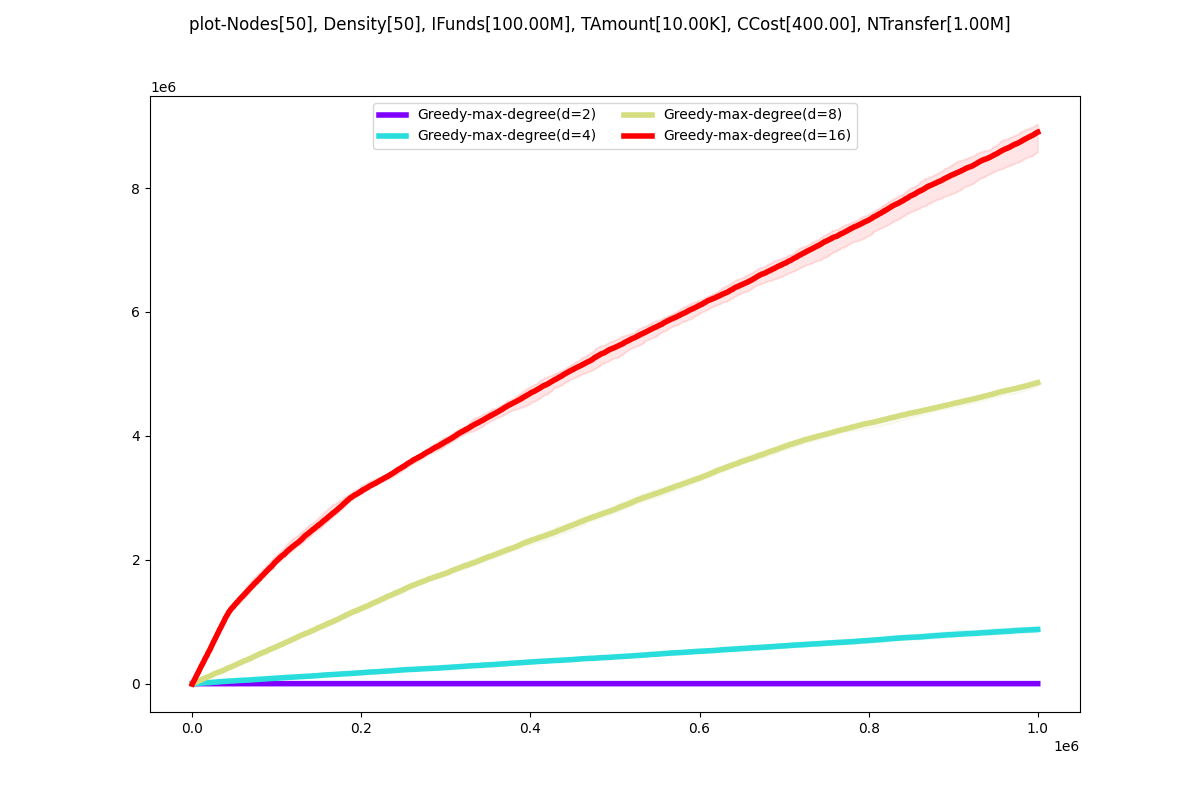 plot-Nodes[50], Density[50], IFunds[100.00M], TAmount[10.00K], CCost[400.00], NTransfer[1.00M]
1e6
Greedy-max-degree(d=2)
Greedy-max-degree(d=4)
Greedy-max-degree(d=8)
Greedy-max-degree(d=16)
8
6
4
2
0
0.0
0.2
0.4
0.6
0.8
1.0
1e6